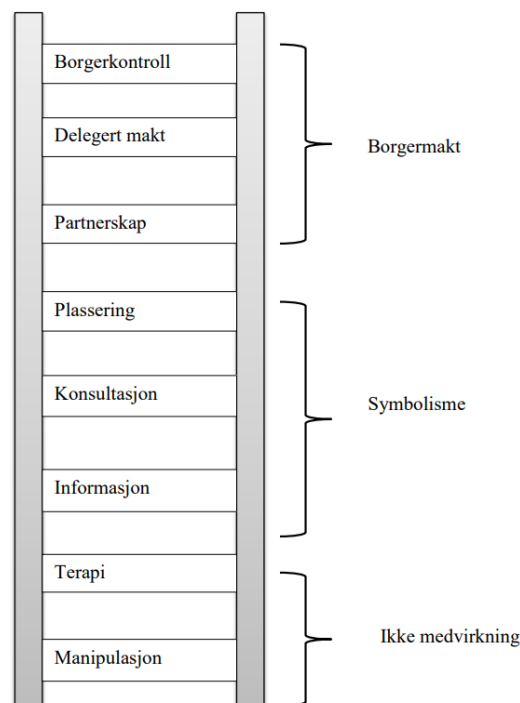 Borgerkontroll
Delegert makt
Borgermakt
Partnerskap
Plassering
Konsultasjon
Symbolisme
Informasjon
Terapi
Ikke medvirkning
Manipulasjon